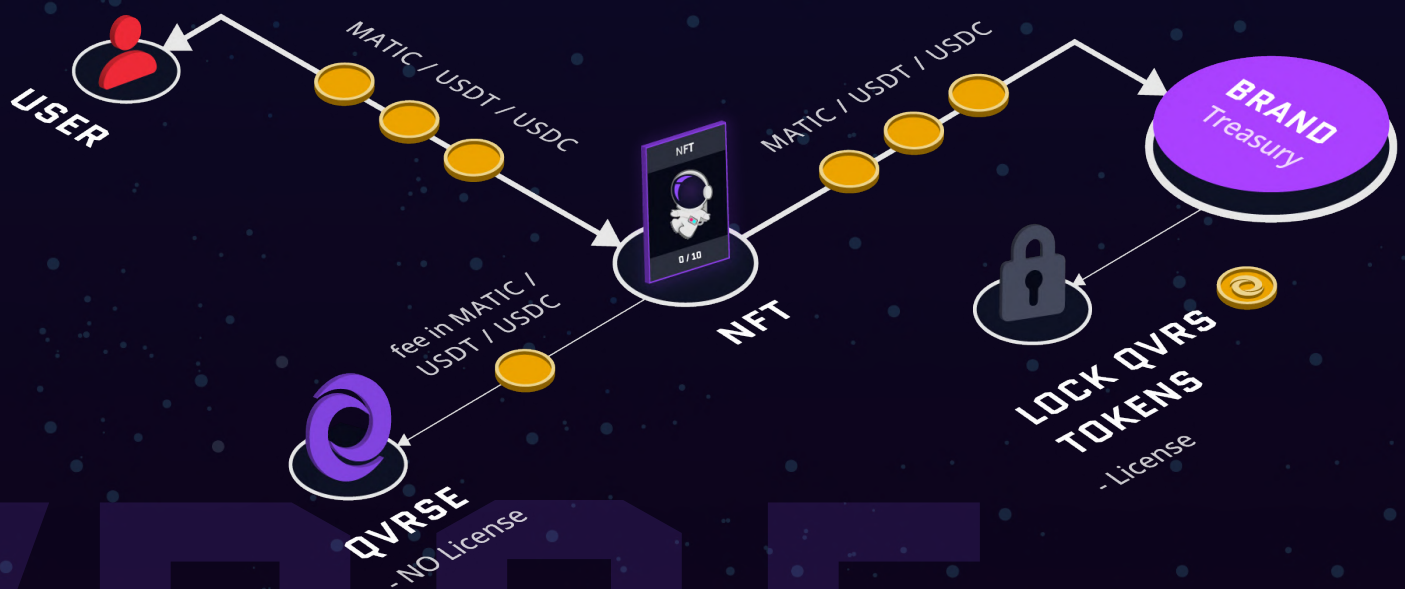 USER
MATIC / USDT / USDC
NFT
0 / 10
NFT
MATIC / USDT / USDC
BRAND
Treasury
fee in MATIC /
USDT / USDC
QVRSE
- NO License
LOCK QVRS
TOKENS
- License